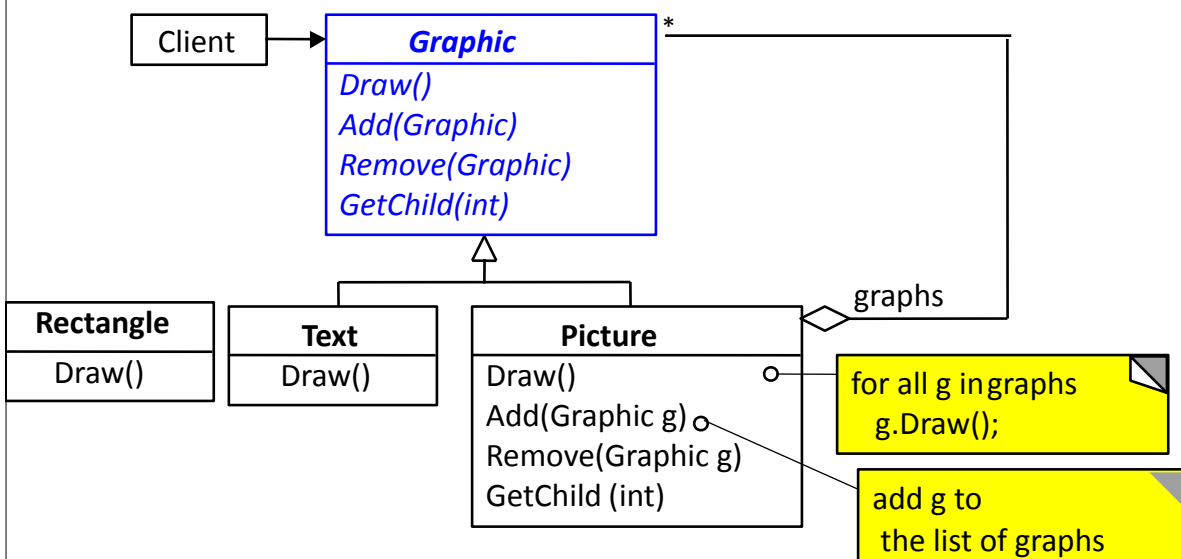 Client
Graphic
*
Draw()
Add(Graphic)
Remove(Graphic)
GetChild(int)
graphs
Rectangle
Draw()
Text
Draw()
Picture
Draw()
Add(Graphic g)
Remove(Graphic g)
GetChild (int)
for all g ingraphs
g.Draw();
add g to
the list of graphs